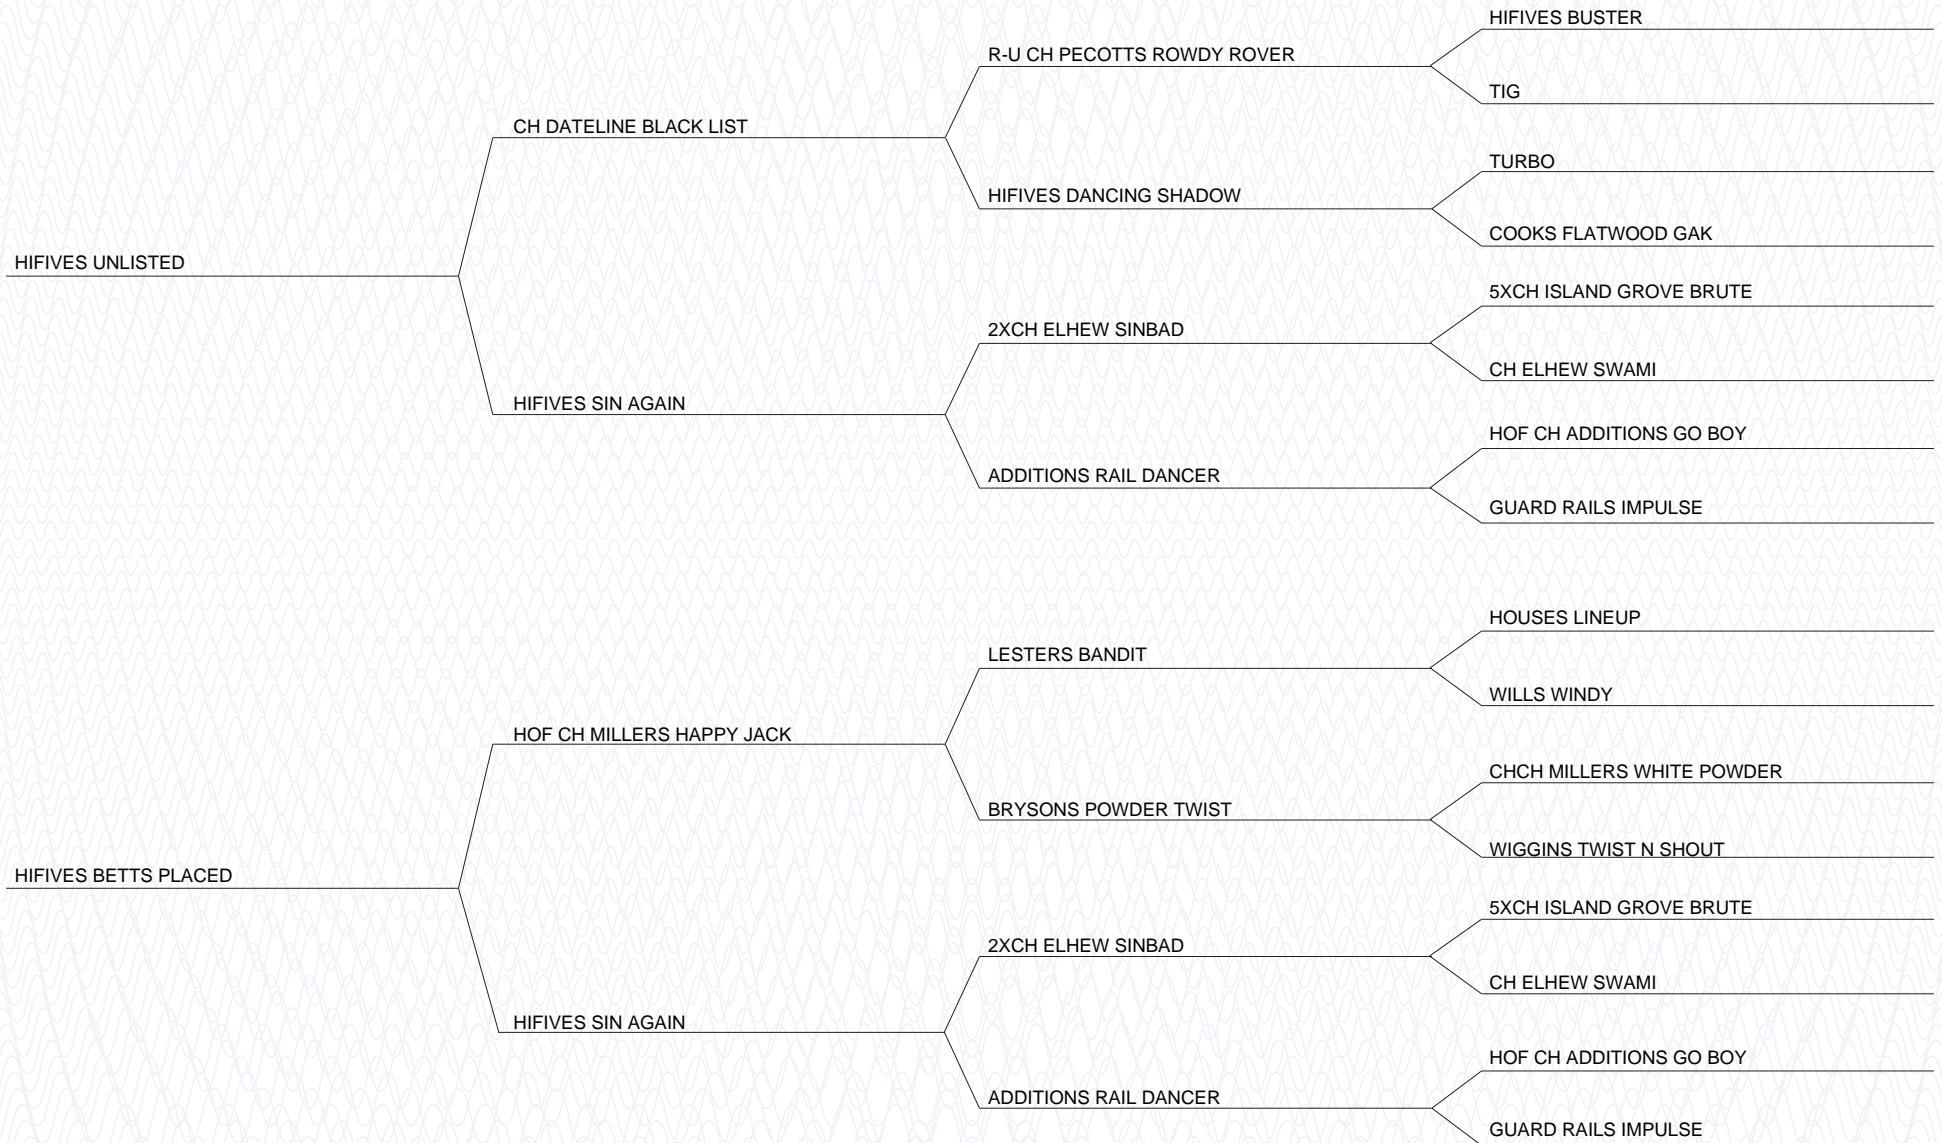 HIFIVES BUSTER
R-U CH PECOTTS ROWDY ROVER
TIG
CH DATELINE BLACK LIST
TURBO
HIFIVES DANCING SHADOW
COOKS FLATWOOD GAK
HIFIVES UNLISTED
5XCH ISLAND GROVE BRUTE
2XCH ELHEW SINBAD
CH ELHEW SWAMI
HIFIVES SIN AGAIN
HOF CH ADDITIONS GO BOY
ADDITIONS RAIL DANCER
GUARD RAILS IMPULSE
HOUSES LINEUP
LESTERS BANDIT
WILLS WINDY
HOF CH MILLERS HAPPY JACK
CHCH MILLERS WHITE POWDER
BRYSONS POWDER TWIST
WIGGINS TWIST N SHOUT
HIFIVES BETTS PLACED
5XCH ISLAND GROVE BRUTE
2XCH ELHEW SINBAD
CH ELHEW SWAMI
HIFIVES SIN AGAIN
HOF CH ADDITIONS GO BOY
ADDITIONS RAIL DANCER
GUARD RAILS IMPULSE